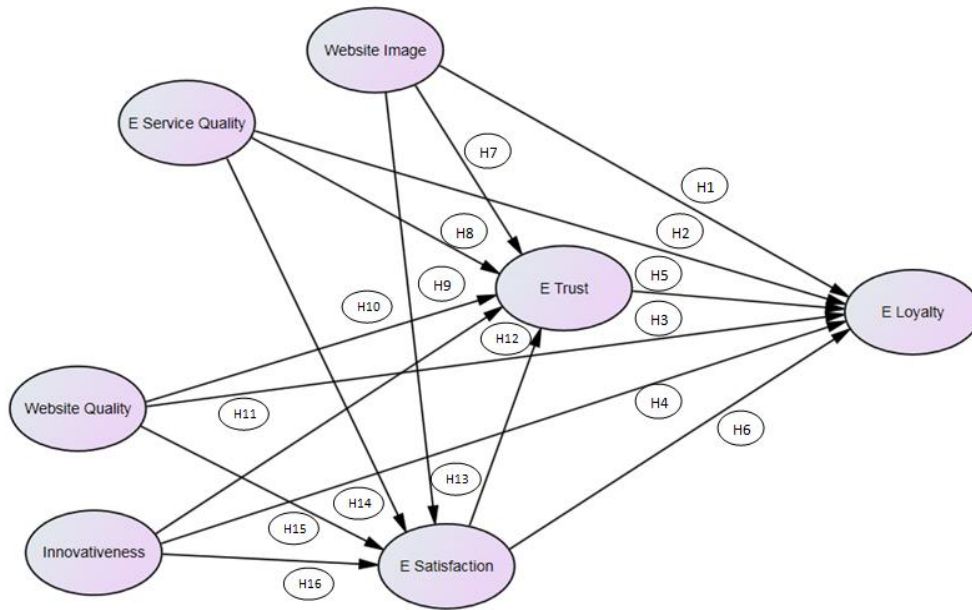 Website Image
E Service Quality
H7
H1
H8
H2
H9
H5
E Trust
H10
H3
E Loyalty
H12
Website Quality
H11
H4
H6
H13
H14
H15
Innovativeness
E Satisfaction
H16